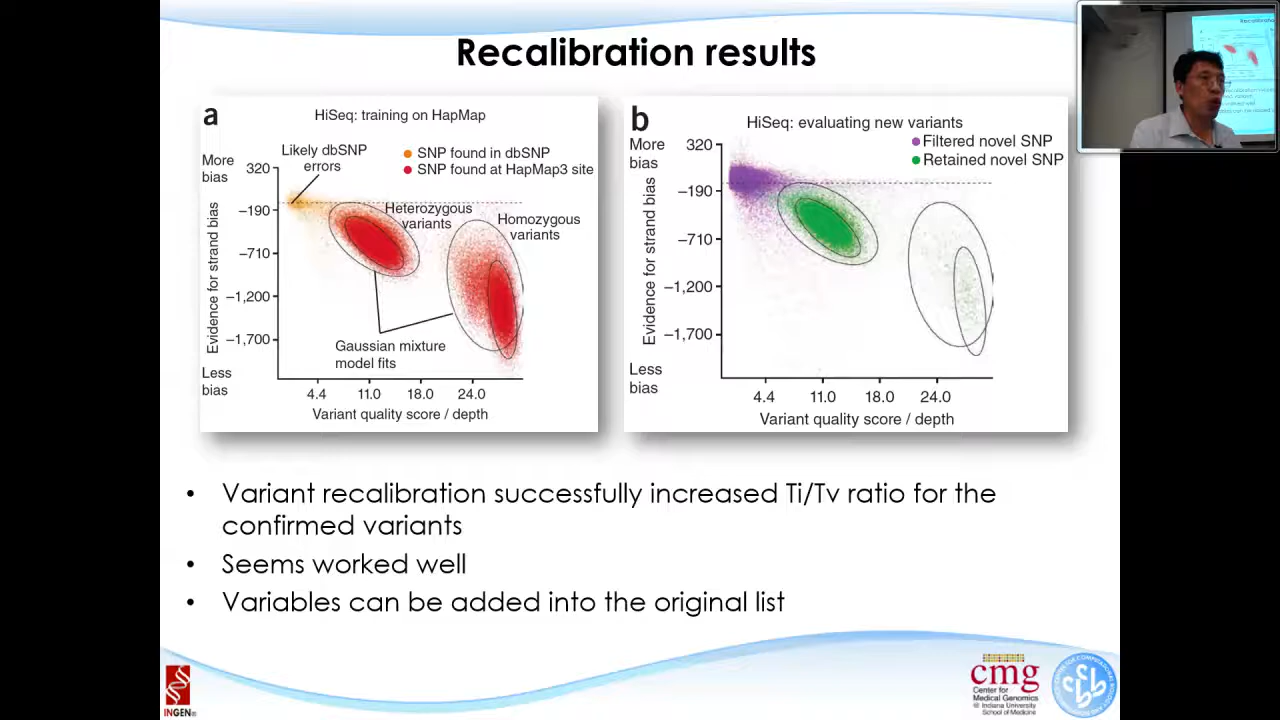 Recalibration results
a
HiSeq: training on HapMap
More
bias
Likely dbSNP
errors
SNP found in dbSNP
SNP found at HapMap3 site
320
−190
−710
−1,200
−1,700
Evidence for strand bias
Heterozygous
variants
Homozygous
variants
Gaussian mixture
model fits
Less
bias
4.4 11.0 18.0 24.0
Variant quality score / depth
b
HiSeq: evaluating new variants
More
bias
Filtered novel SNP
Retained novel SNP
320
−190
−710
−1,200
−1,700
Evidence for strand bias
Less
bias
4.4 11.0 18.0 24.0
Variant quality score / depth
• Variant recalibration successfully increased Ti/Tv ratio for the
confirmed variants
• Seems worked well
• Variables can be added into the original list
INGEN
cmg
Center for
Medical Genomics
@ Indiana University
School of Medicine